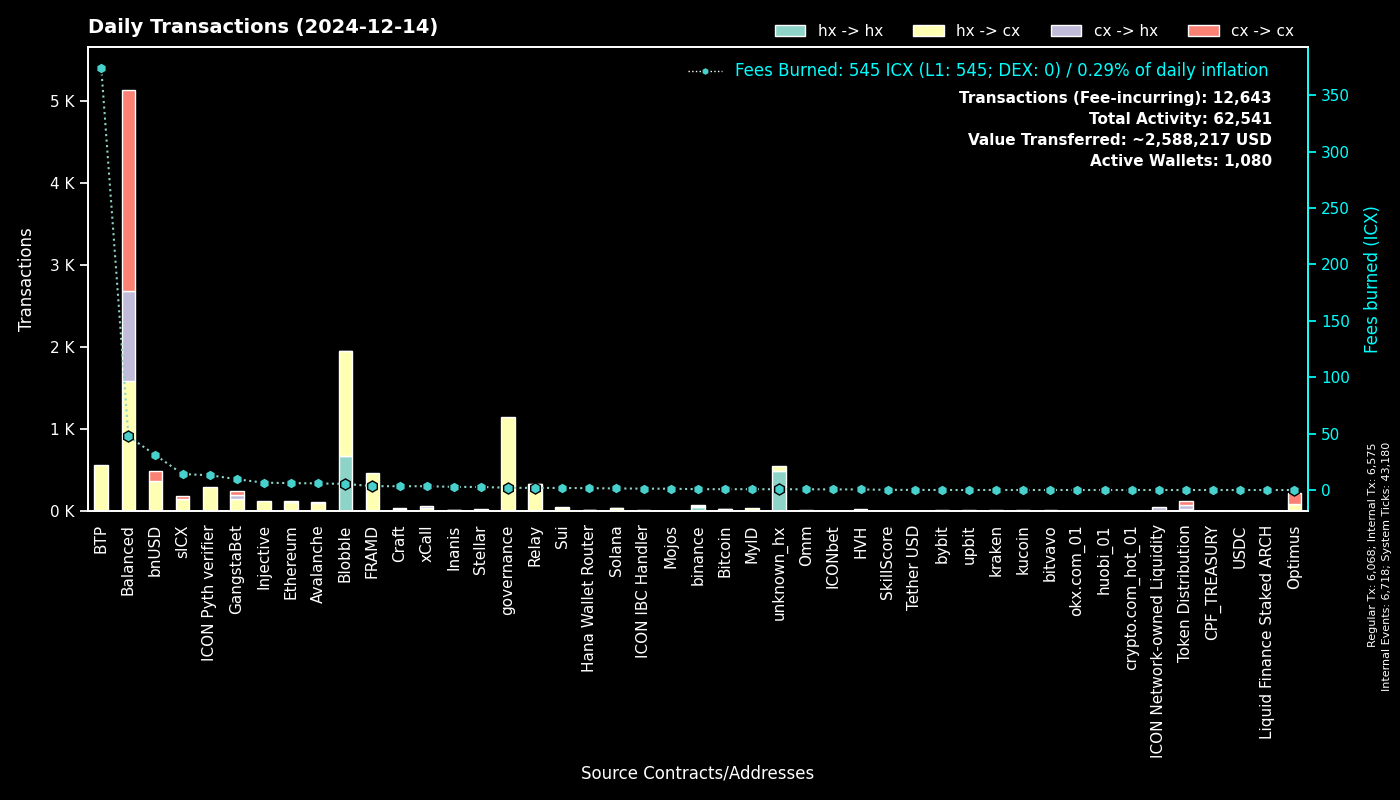 Daily Transactions (2024-12-14)
hx -> hx
hx -> cx
cx -> hx
cx -> cx
Fees Burned: 545 ICX (L1: 545; DEX: 0) / 0.29% of daily inflation
Transactions (Fee-incurring): 12,643
Total Activity: 62,541
Value Transferred: ~2,588,217 USD
Active Wallets: 1,080
Transactions
5 K
4 K
3 K
2 K
1 K
0 K
350
300
250
200
150
100
50
0
Fees burned (ICX)
BTP
Balanced
bnUSD
sICX
ICON Pyth verifier
GangstaBet
Injective
Ethereum
Avalanche
Blobble
FRAMD
Craft
xCall
Inanis
Stellar
governance
Relay
Sui
Hana Wallet Router
Solana
ICON IBC Handler
Mojos
binance
Bitcoin
MyID
unknown_hx
Omm
ICONbet
HVH
SkillScore
Tether USD
bybit
upbit
kraken
kucoin
bitvavo
okx.com_01
huobi_01
crypto.com_hot_01
ICON Network-owned Liquidity
Token Distribution
CPF_TREASURY
USDC
Liquid Finance Staked ARCH
Optimus
Source Contracts/Addresses
Regular Tx: 6,068; Internal Tx: 6,575
Internal Events: 6,718; System Ticks: 43,180